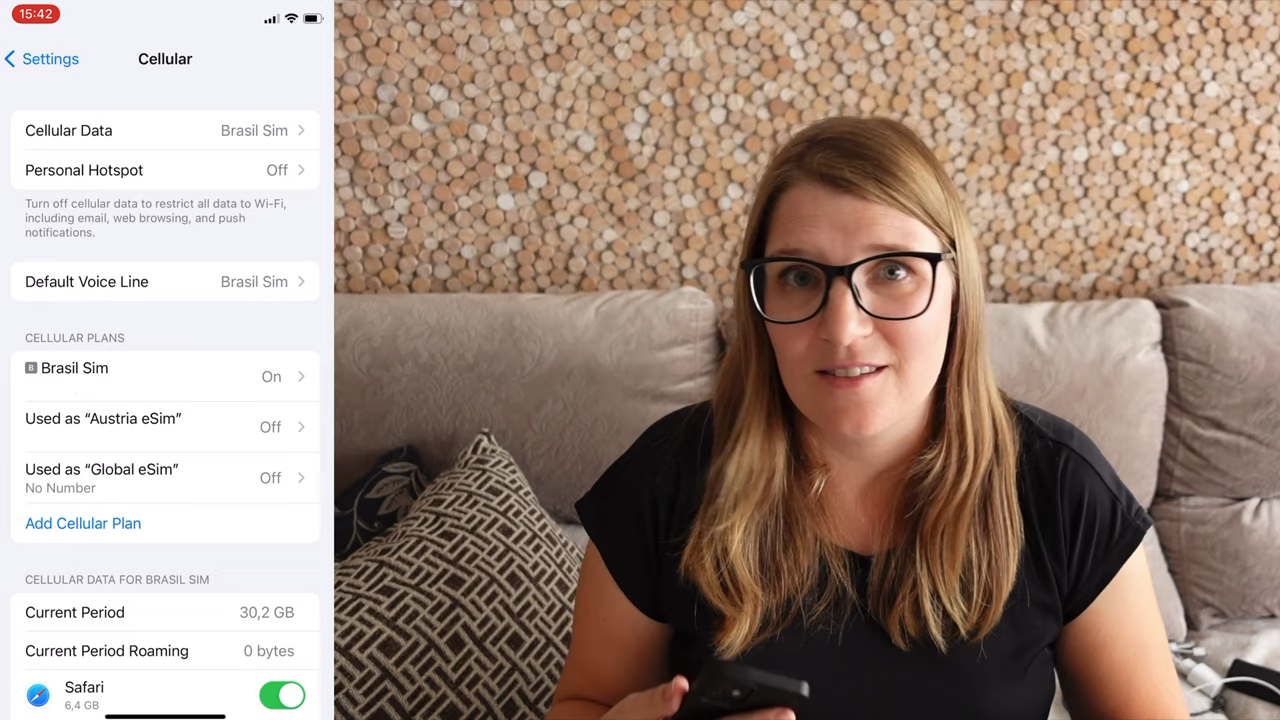 15:42
Settings
Cellular
Cellular Data Brasil Sim
Personal Hotspot Off
Turn off cellular data to restrict all data to Wi-Fi,
including email, web browsing, and push
notifications.
Default Voice Line Brasil Sim
CELLULAR PLANS
B Brasil Sim On
Used as “Austria eSim” Off
Used as “Global eSim” Off
No Number
Add Cellular Plan
CELLULAR DATA FOR BRASIL SIM
Current Period 30,2 GB
Current Period Roaming 0 bytes
Safari
6,4 GB